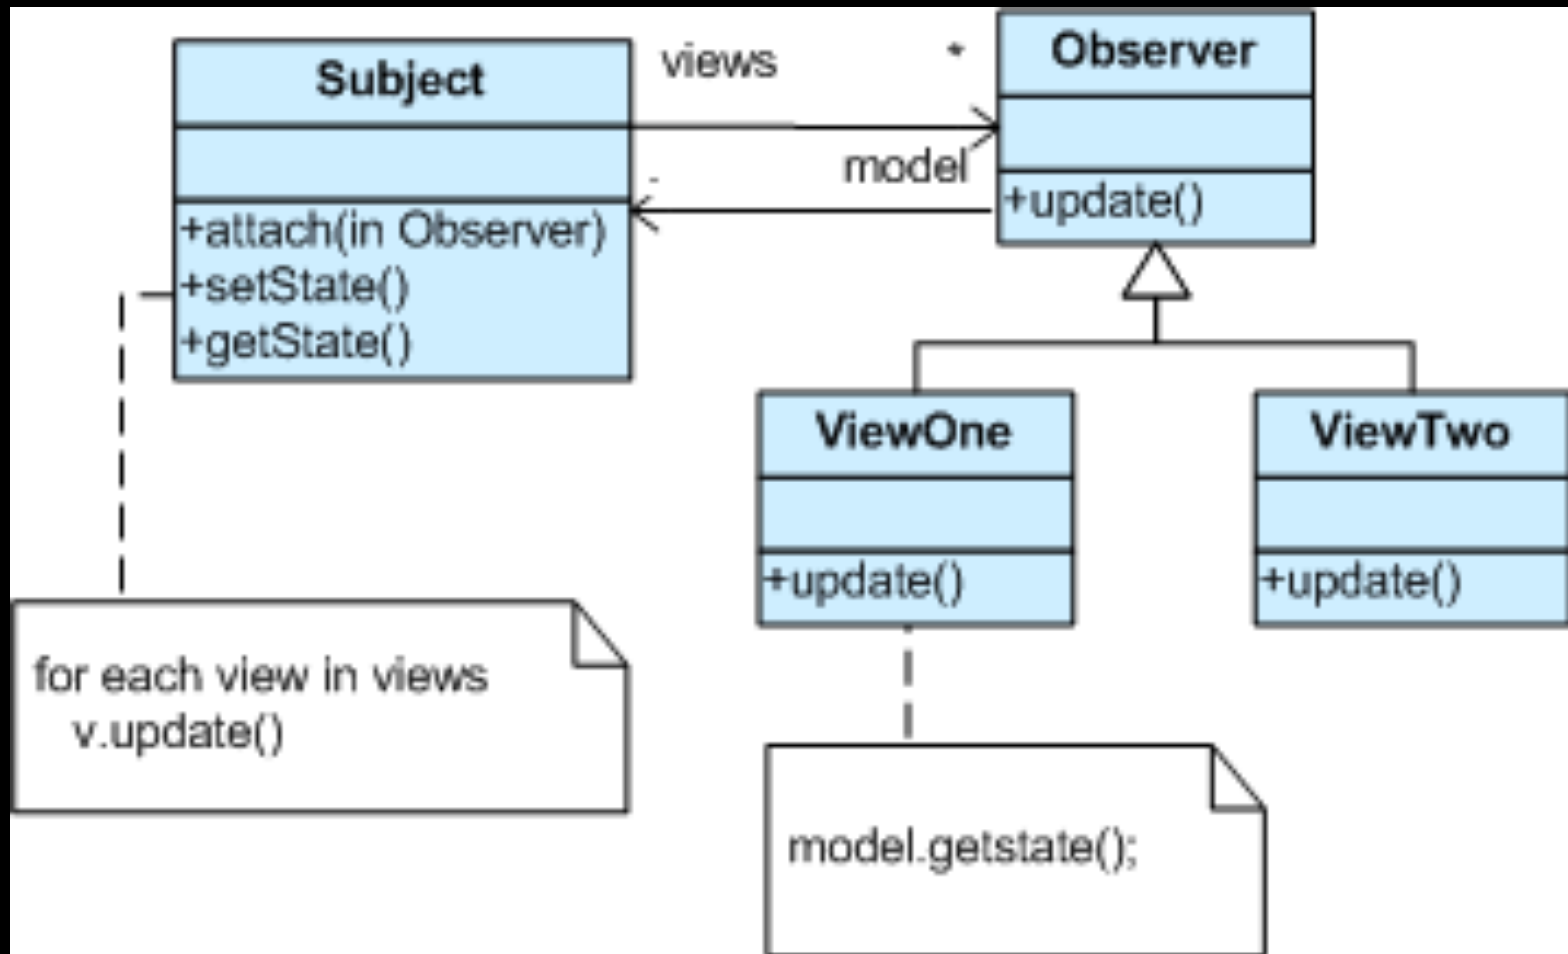 Subject
+attach(in Observer)
+setState()
+getState()
views
*
model
Observer
+update()
ViewOne
+update()
ViewTwo
+update()
for each view in views
v.update()
model.getstate();